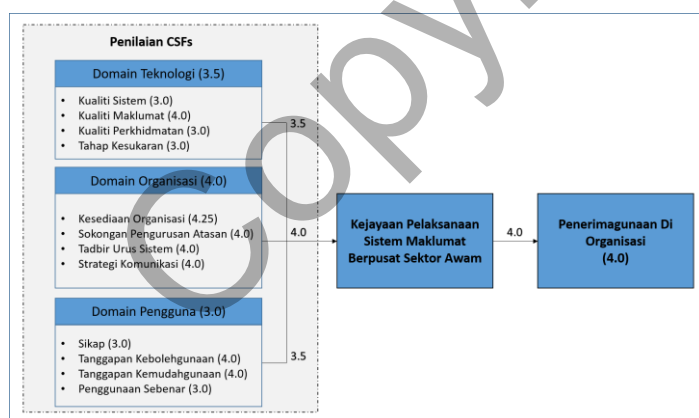 Penilaian CSFs
Domain Teknologi (3.5)
• Kualiti Sistem (3.0)
• Kualiti Maklumat (4.0)
• Kualiti Perkhidmatan (3.0)
• Tahap Kesukaran (3.0)
3.5
Domain Organisasi (4.0)
• Kesediaan Organisasi (4.25)
• Sokongan Pengurusan Atasan (4.0)
• Tadbir Urus Sistem (4.0)
• Strategi Komunikasi (4.0)
4.0
Domain Pengguna (3.0)
• Sikap (3.0)
• Tanggapan Kebolehgunaan (4.0)
• Tanggapan Kemudahgunaan (4.0)
• Penggunaan Sebenar (3.0)
3.5
Kejayaan Pelaksanaan
Sistem Maklumat
Berpusat Sektor Awam
4.0
Penerimagunaan Di
Organisasi
(4.0)
Copy